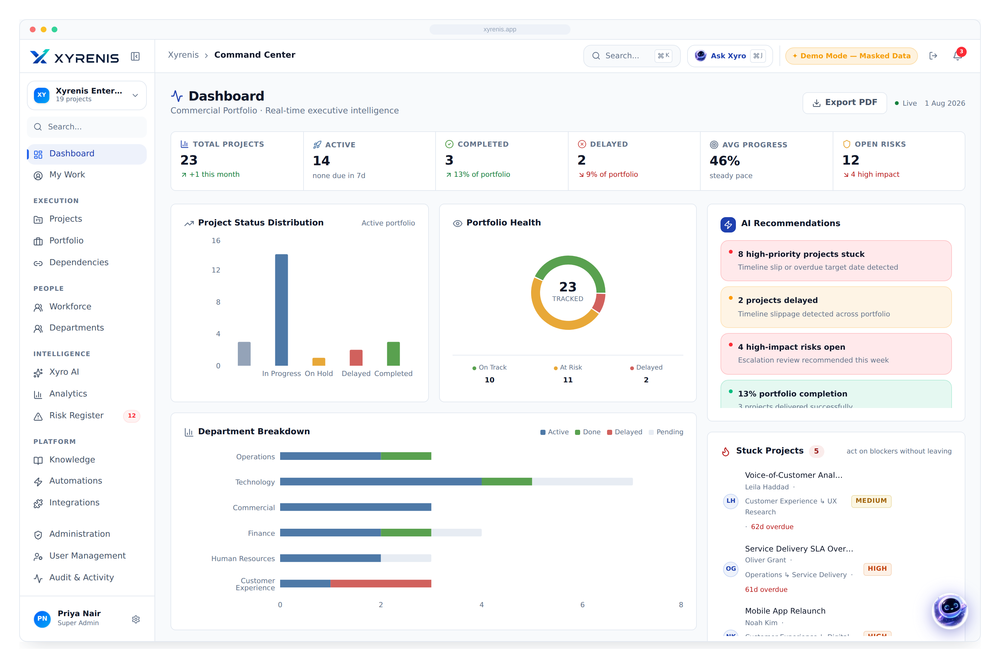 xyrenis.app
XYRENIS
Xyrenis > Command Center
Search... ⌘K
Ask Xyro ⌘J
✦ Demo Mode — Masked Data
3
XY
Xyrenis Enter...
19 projects
Search...
Dashboard
My Work
EXECUTION
Projects
Portfolio
Dependencies
PEOPLE
Workforce
Departments
INTELLIGENCE
Xyro AI
Analytics
Risk Register 12
PLATFORM
Knowledge
Automations
Integrations
Administration
User Management
Audit & Activity
PN
Priya Nair
Super Admin
Dashboard
Commercial Portfolio · Real-time executive intelligence
Export PDF
Live 1 Aug 2026
TOTAL PROJECTS
23
+1 this month
ACTIVE
14
none due in 7d
COMPLETED
3
13% of portfolio
DELAYED
2
9% of portfolio
AVG PROGRESS
46%
steady pace
OPEN RISKS
12
4 high impact
Project Status Distribution Active portfolio
16
12
8
4
0
In Progress On Hold Delayed Completed
Portfolio Health
23
TRACKED
On Track At Risk Delayed
10 11 2
AI Recommendations
8 high-priority projects stuck
Timeline slip or overdue target date detected
2 projects delayed
Timeline slippage detected across portfolio
4 high-impact risks open
Escalation review recommended this week
13% portfolio completion
3 projects delivered successfully
Department Breakdown
Active Done Delayed Pending
Operations
Technology
Commercial
Finance
Human Resources
Customer
Experience
0 2 4 6 8
Stuck Projects 5 act on blockers without leaving
Voice-of-Customer Anal...
Leila Haddad ·
LH
Customer Experience ↳ UX
Research
MEDIUM
· 62d overdue
Service Delivery SLA Over...
Oliver Grant ·
OG
Operations ↳ Service Delivery ·
HIGH
61d overdue
Mobile App Relaunch
Noah Kim ·
NK
Customer Experience ↳ Digital
HIGH